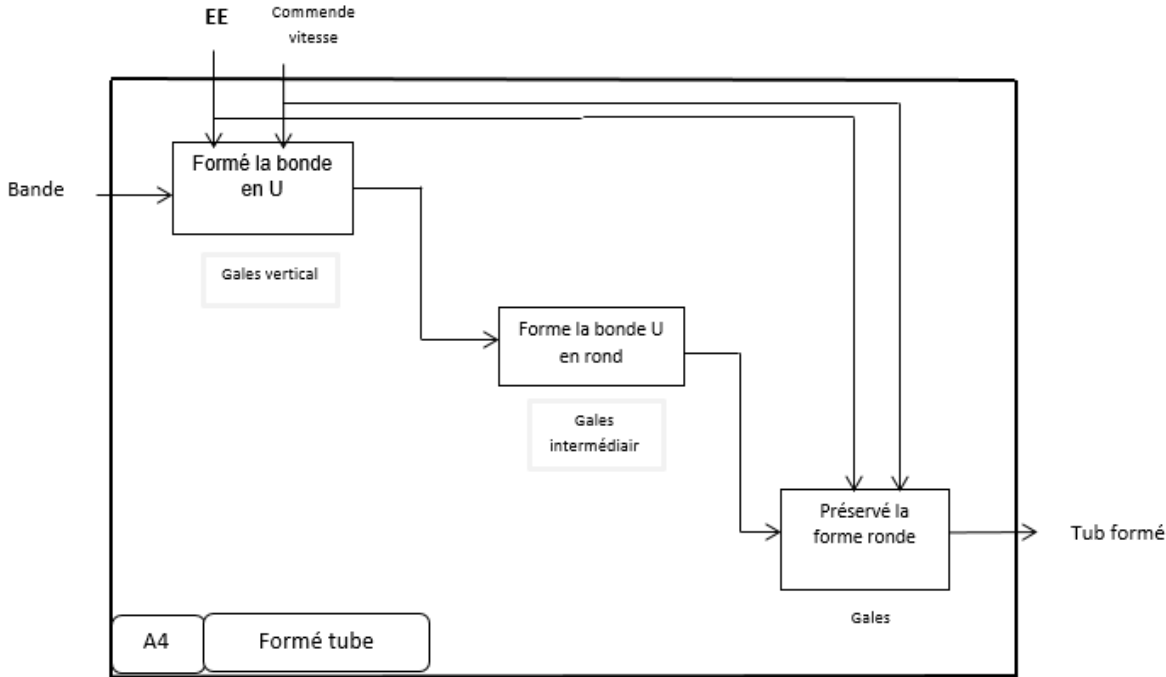 EE
Commende
vitesse
Formé la bonde
en U
Bande
Gales vertical
Forme la bonde U
en rond
Gales
intermédiair
Préservé la
forme ronde
Tub formé
Gales
A4
Formé tube